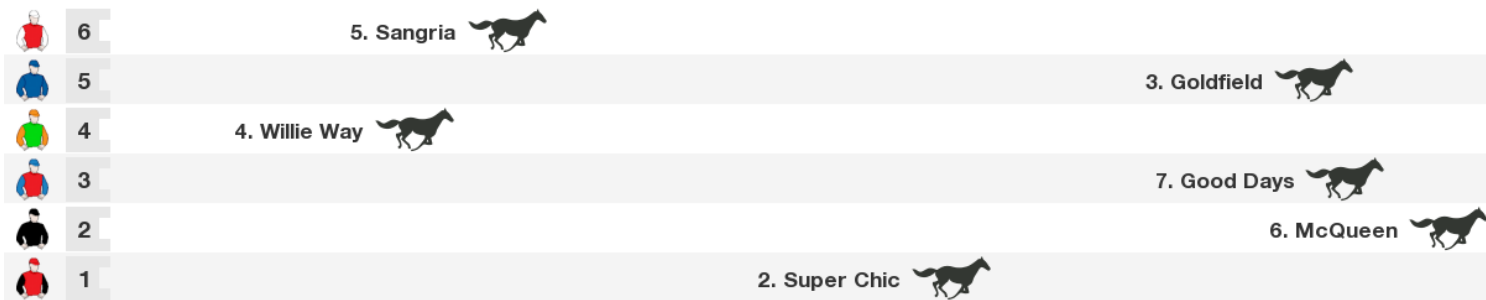 6 5. Sangria
5 3. Goldfield
4 4. Willie Way
3 7. Good Days
2 6. McQueen
1 2. Super Chic